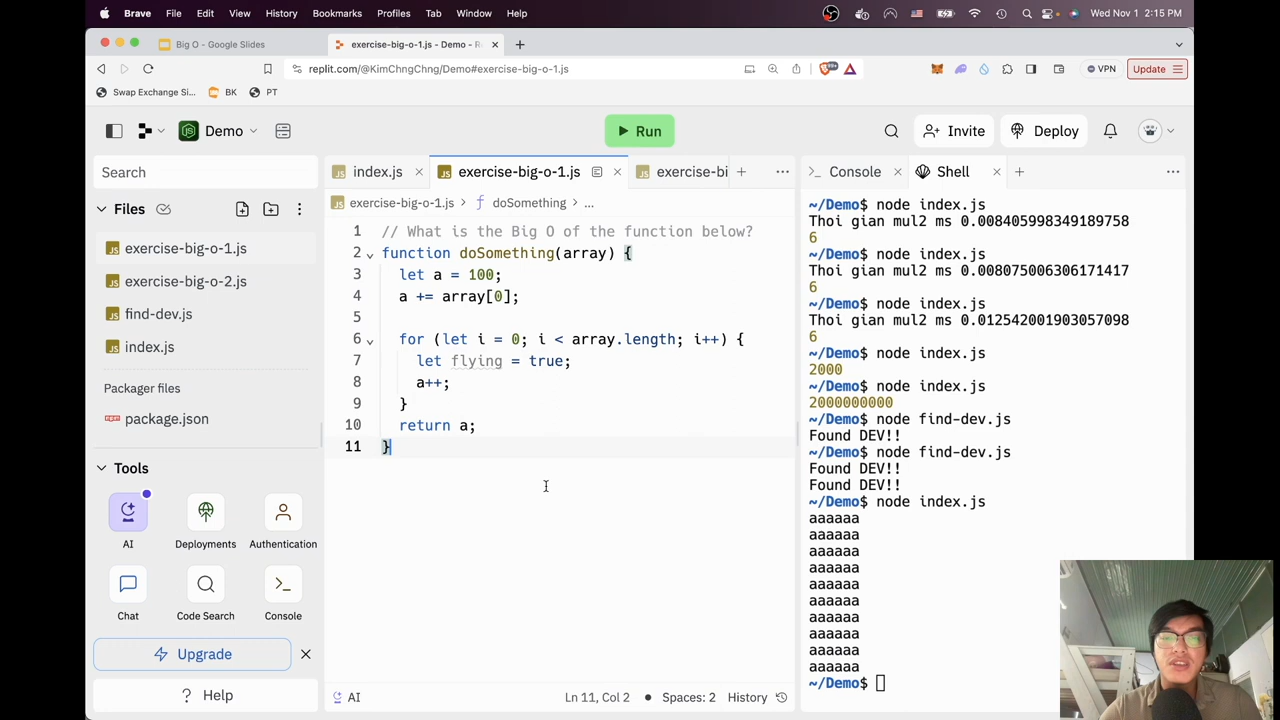 Brave File Edit View History Bookmarks Profiles Tab Window Help Wed Nov 1 2:15 PM
Big O - Google Slides exercise-big-o-1.js - Demo - R
replit.com/@KimChngChng/Demo#exercise-big-o-1.js 99+ VPN Update
Swap Exchange Si... BK PT
Demo Run Invite Deploy
Search
Files
exercise-big-o-1.js
exercise-big-o-2.js
find-dev.js
index.js
Packager files
package.json
Tools
AI Deployments Authentication
Chat Code Search Console
Upgrade
? Help
index.js exercise-big-o-1.js exercise-bi
exercise-big-o-1.js > doSomething > ...
1 // What is the Big O of the function below?
2 function doSomething(array) {
3 let a = 100;
4 a += array[0];
5
6 for (let i = 0; i < array.length; i++) {
7 let flying = true;
8 a++;
9 }
10 return a;
11 }
AI Ln 11, Col 2 Spaces: 2 History
Console Shell
~/Demo$ node index.js
Thoi gian mul2 ms 0.008405998349189758
6
~/Demo$ node index.js
Thoi gian mul2 ms 0.008075006306171417
6
~/Demo$ node index.js
Thoi gian mul2 ms 0.012542001903057098
6
~/Demo$ node index.js
2000
~/Demo$ node index.js
2000000000
~/Demo$ node find-dev.js
Found DEV!!
~/Demo$ node find-dev.js
Found DEV!!
Found DEV!!
~/Demo$ node index.js
aaaaaa
aaaaaa
aaaaaa
aaaaaa
aaaaaa
aaaaaa
aaaaaa
aaaaaa
aaaaaa
aaaaaa
~/Demo$